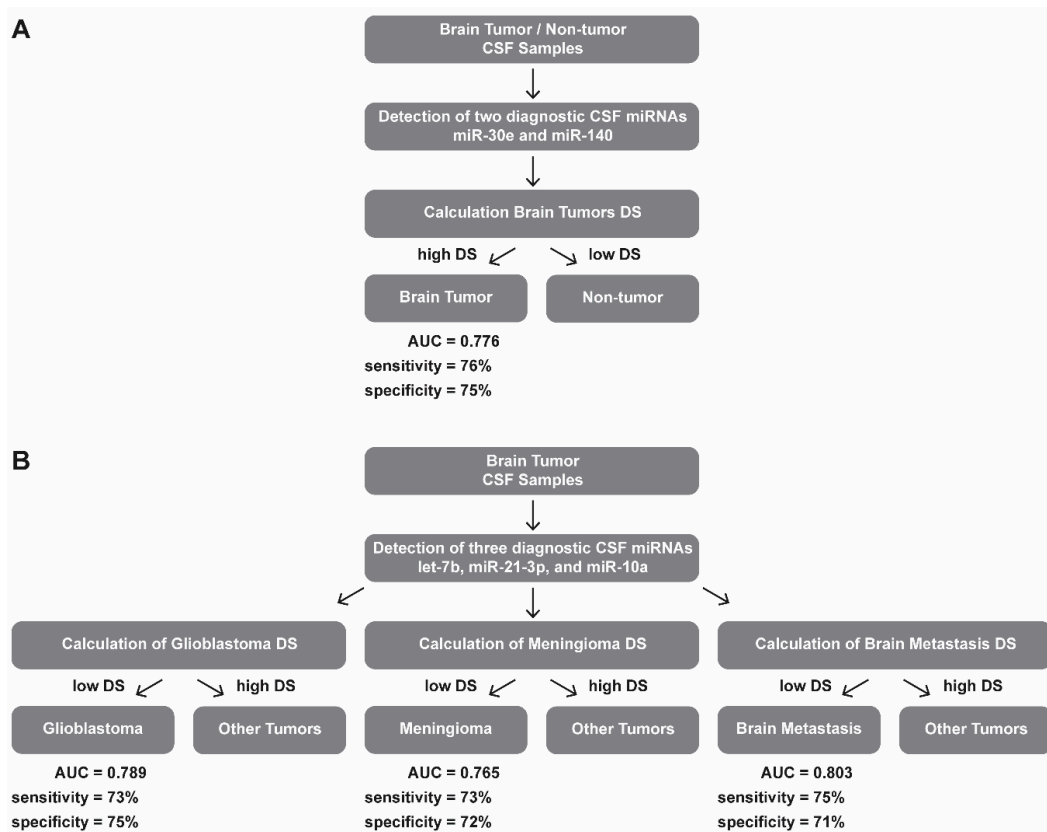 A
Brain Tumor / Non-tumor
CSF Samples
Detection of two diagnostic CSF miRNAs
miR-30e and miR-140
Calculation Brain Tumors DS
high DS
low DS
Brain Tumor
Non-tumor
AUC = 0.776
sensitivity = 76%
specificity = 75%
B
Brain Tumor
CSF Samples
Detection of three diagnostic CSF miRNAs
let-7b, miR-21-3p, and miR-10a
Calculation of Glioblastoma DS
low DS
high DS
Glioblastoma
Other Tumors
AUC = 0.789
sensitivity = 73%
specificity = 75%
Calculation of Meningioma DS
low DS
high DS
Meningioma
Other Tumors
AUC = 0.765
sensitivity = 73%
specificity = 72%
Calculation of Brain Metastasis DS
low DS
high DS
Brain Metastasis
Other Tumors
AUC = 0.803
sensitivity = 75%
specificity = 71%